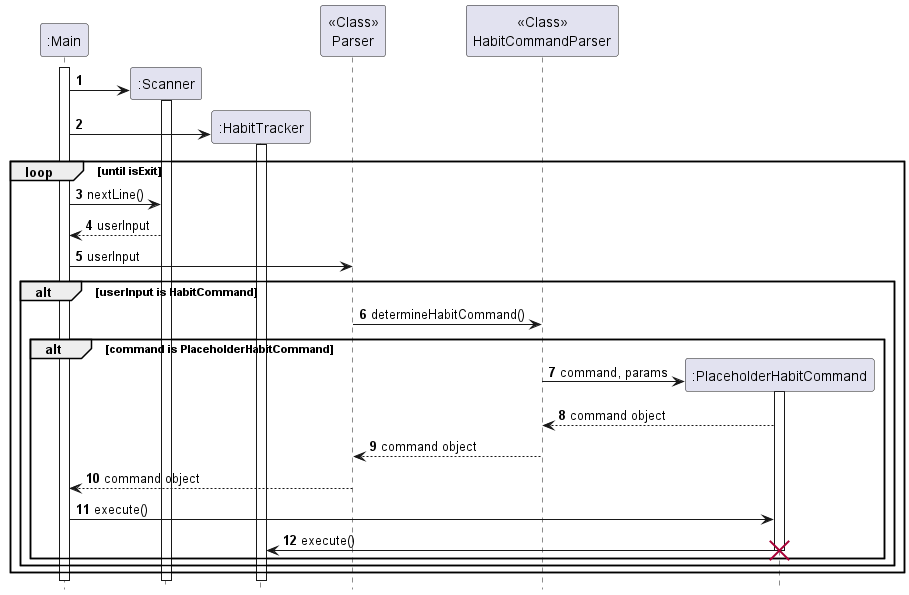 «Class»
Parser
«Class»
HabitCommandParser
:Main
1
:Scanner
2
:HabitTracker
loop [until isExit]
3 nextLine()
4 userInput
5 userInput
alt [userInput is HabitCommand]
6 determineHabitCommand()
alt [command is PlaceholderHabitCommand]
7 command, params
:PlaceholderHabitCommand
8 command object
9 command object
10 command object
11 execute()
12 execute()